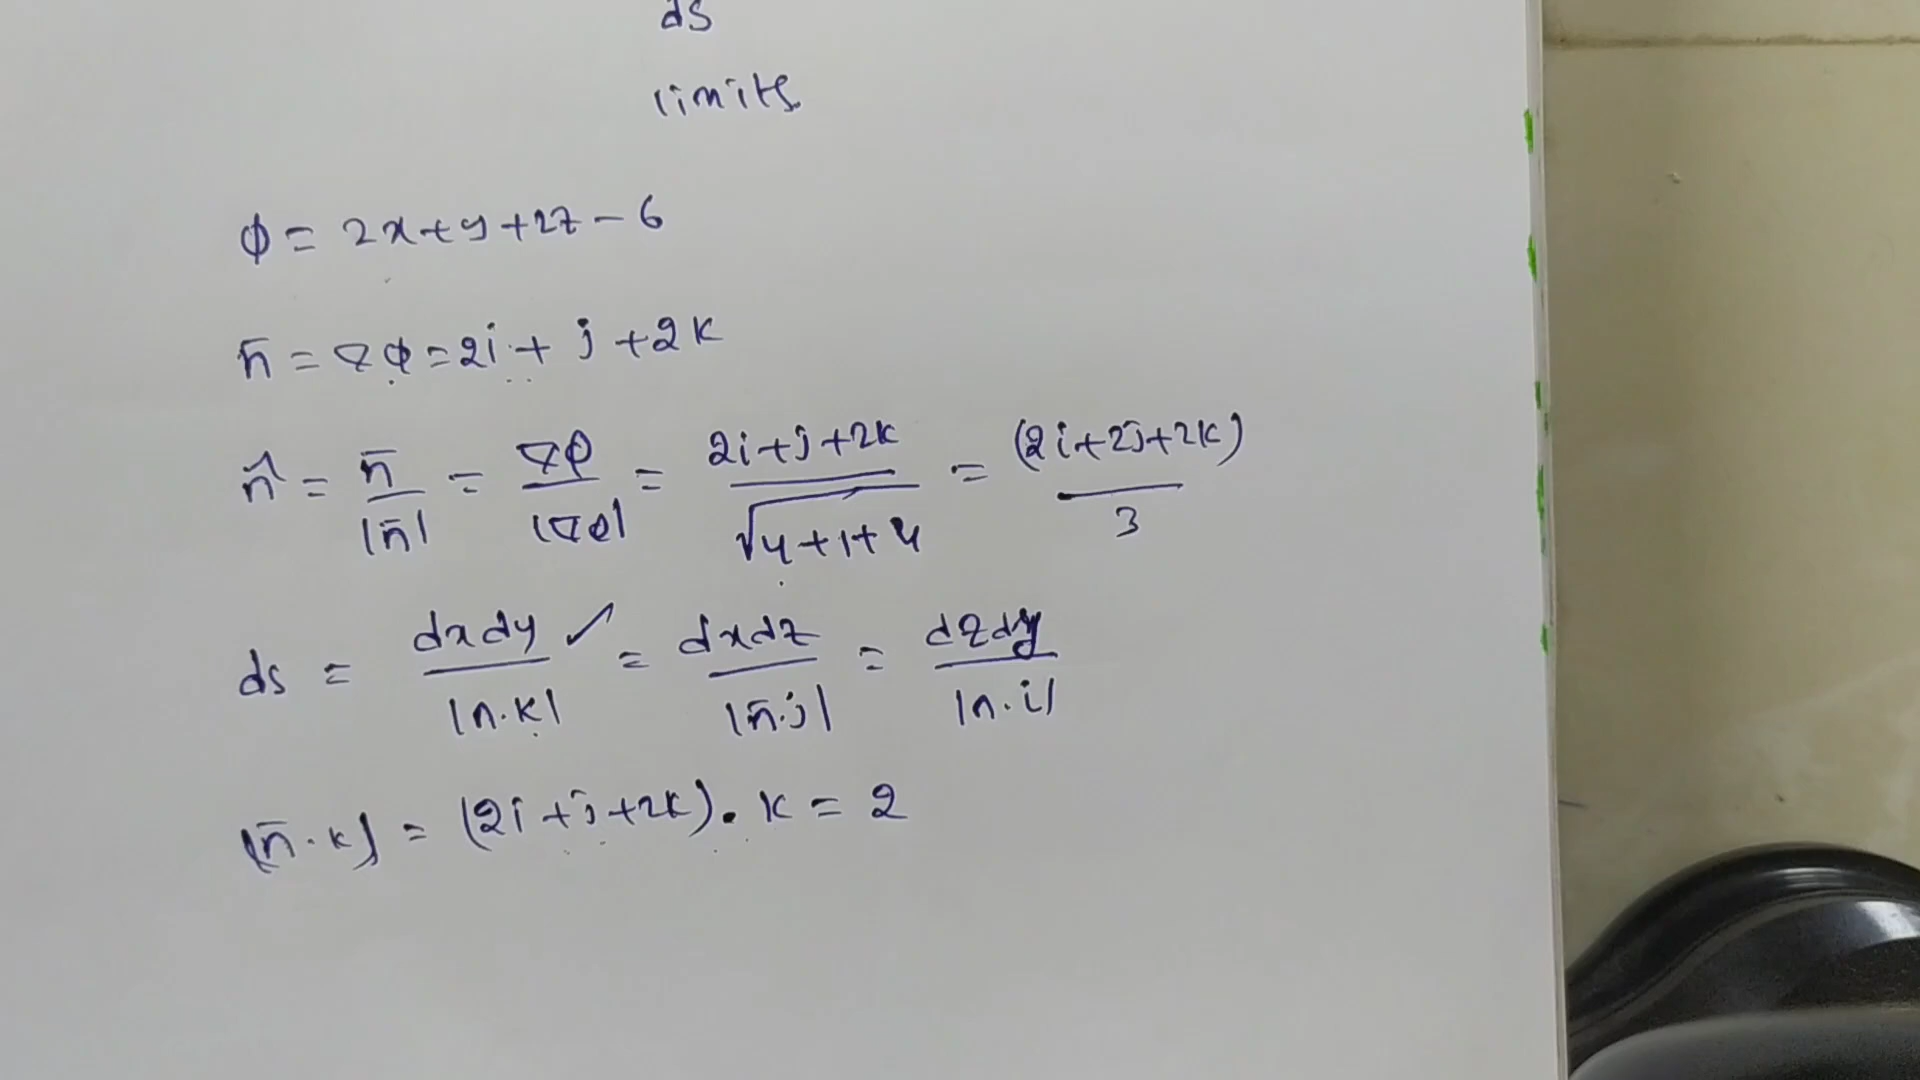 ds
limits
ϕ = 2x+y+2z-6
n̄ = ∇ϕ = 2i + j + 2k
n̂ = n̄/|n̄| = ∇ϕ/|∇ϕ| = 2i+j+2k/√4+1+4 = (2i+2j+2k)/3
ds = dxdy/|n.k| ✓ = dxdz/|n̄.j| = dzdy/|n.i|
|n̄.k| = (2i+j+2k). k = 2